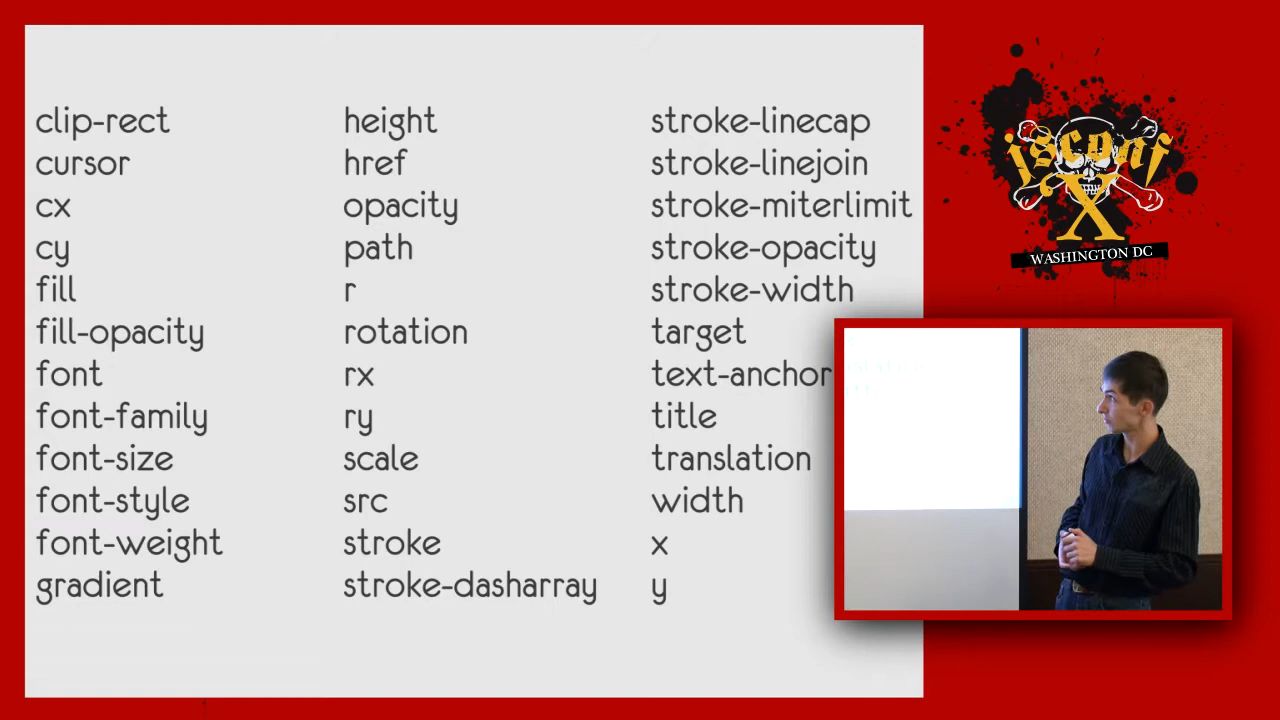 clip-rect
cursor
cx
cy
fill
fill-opacity
font
font-family
font-size
font-style
font-weight
gradient
height
href
opacity
path
r
rotation
rx
ry
scale
src
stroke
stroke-dasharray
stroke-linecap
stroke-linejoin
stroke-miterlimit
stroke-opacity
stroke-width
target
text-anchor
title
translation
width
x
y
jsconf
X
WASHINGTON DC